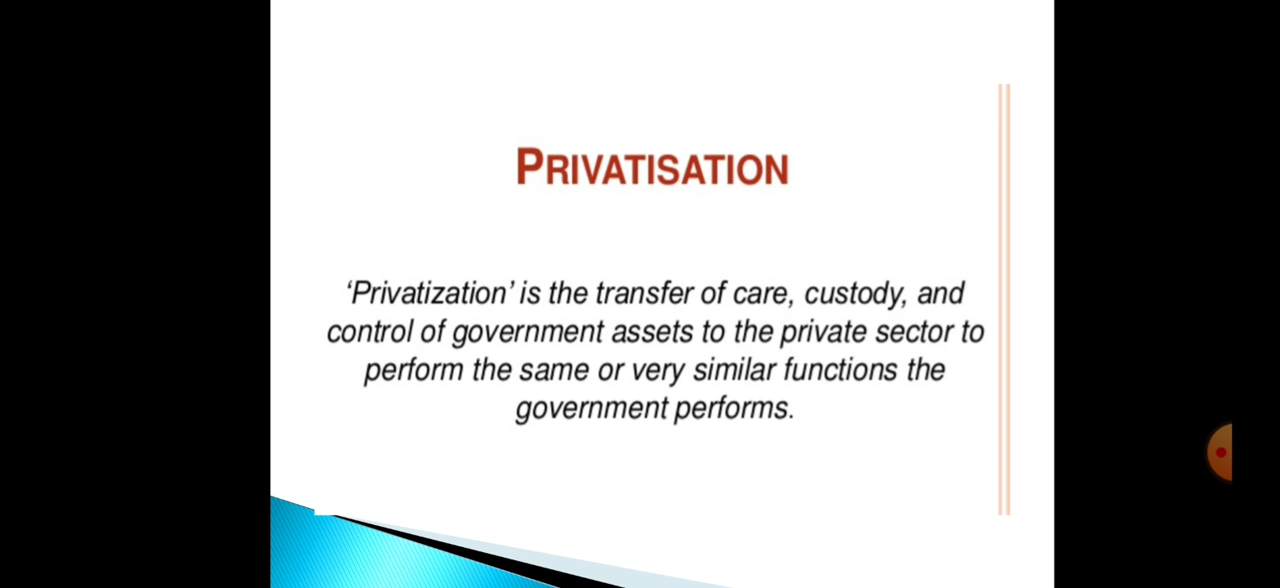 PRIVATISATION
‘Privatization’ is the transfer of care, custody, and
control of government assets to the private sector to
perform the same or very similar functions the
government performs.